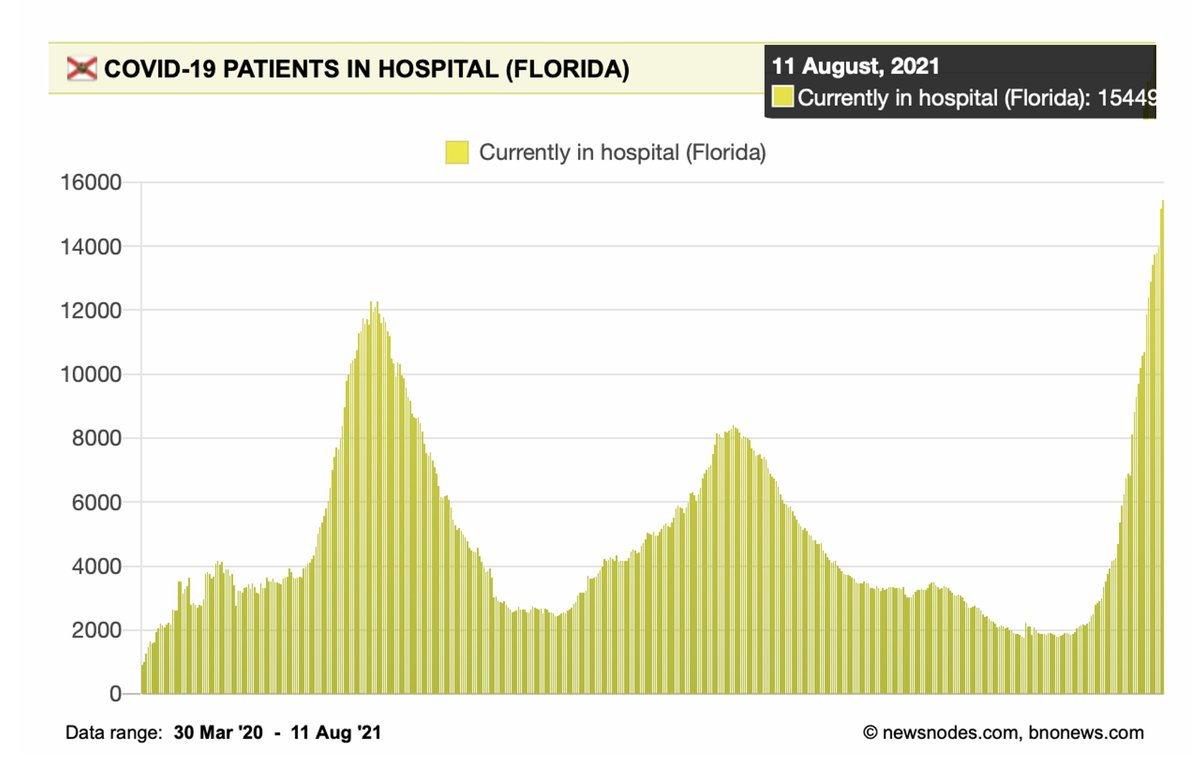 COVID-19 PATIENTS IN HOSPITAL (FLORIDA)
11 August, 2021
Currently in hospital (Florida): 15449
Currently in hospital (Florida)
16000
14000
12000
10000
8000
6000
4000
2000
0
Data range: 30 Mar '20 - 11 Aug '21
© newsnodes.com, bnonews.com